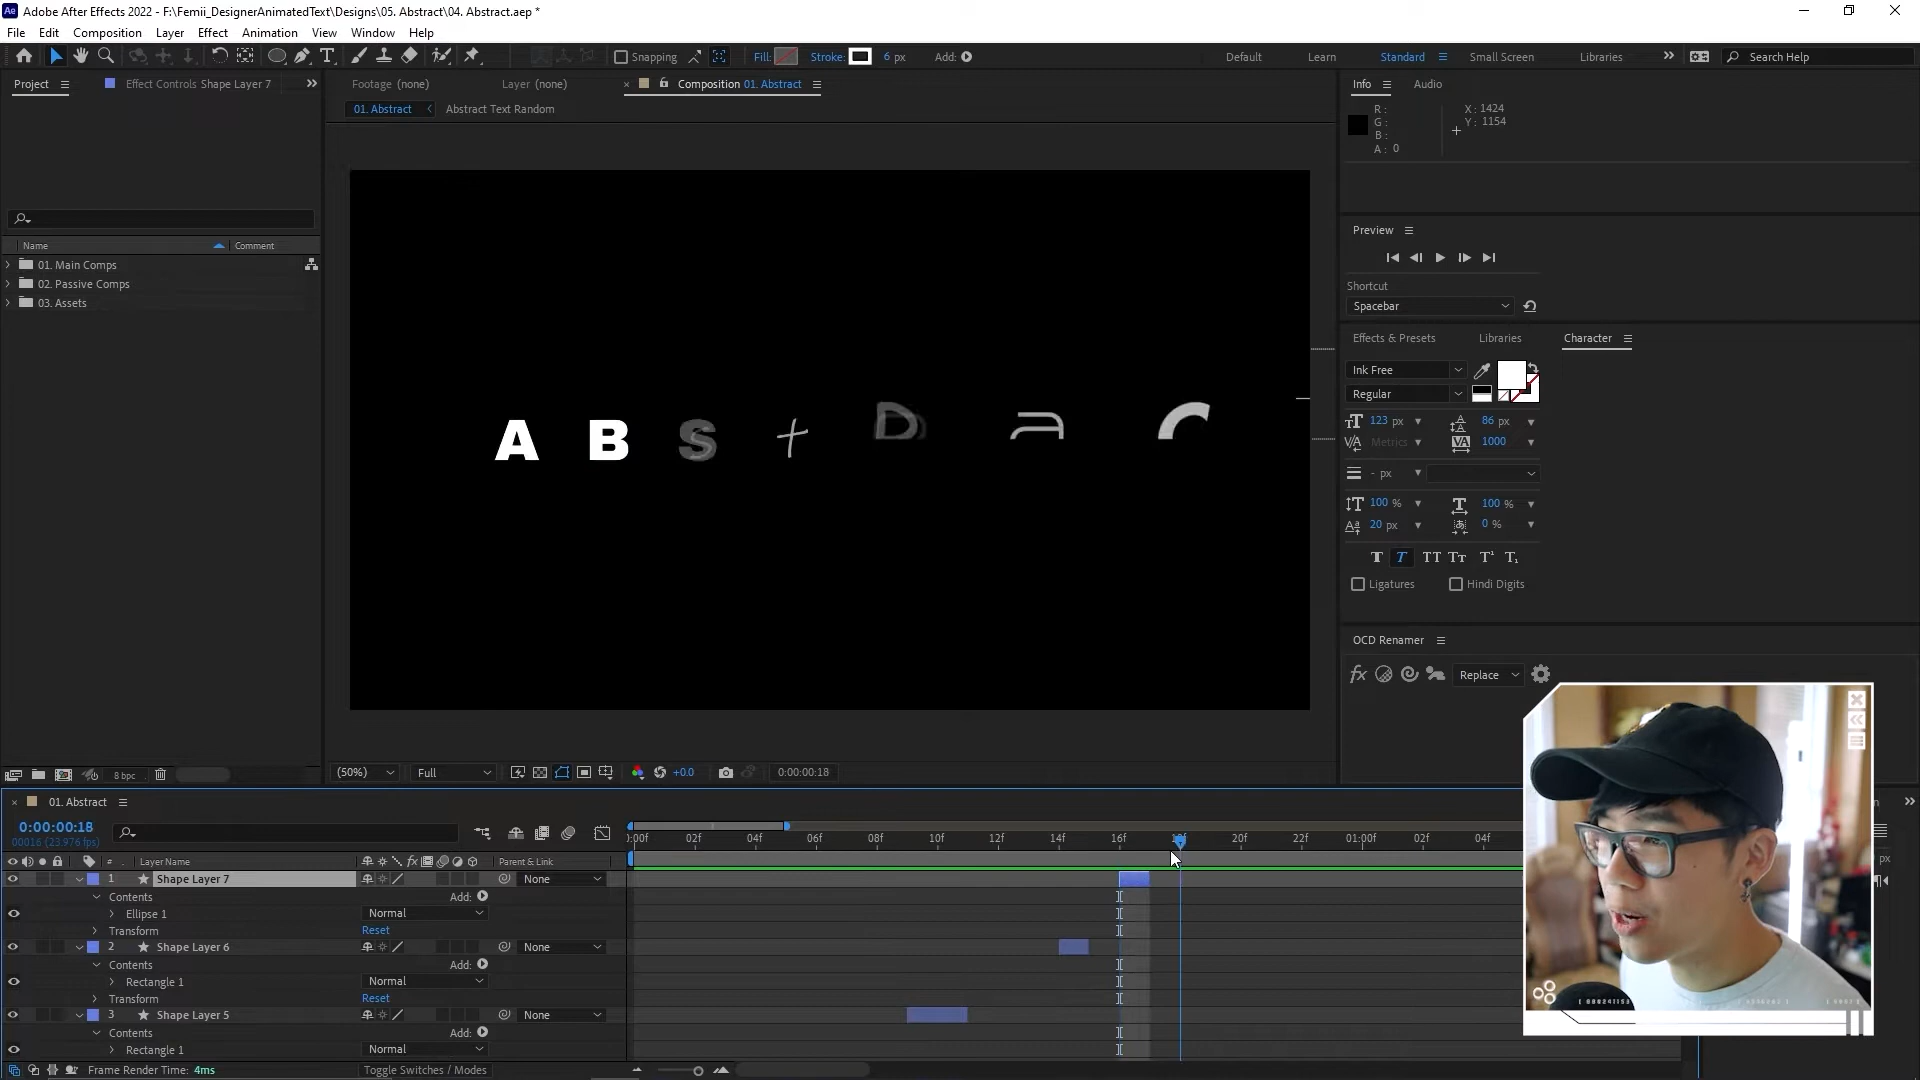 Adobe After Effects 2022 - F:\Femii_DesignerAnimatedText\Designs\05. Abstract\04. Abstract.aep *
File Edit Composition Layer Effect Animation View Window Help
Snapping Fill: Stroke: 6 px Add: Default Learn Standard Small Screen Libraries Search Help
Project Effect Controls Shape Layer 7
Footage (none) Layer (none) Composition 01. Abstract
01. Abstract Abstract Text Random
Name Comment
01. Main Comps
02. Passive Comps
03. Assets
8 bpc
A B S t
(50%) Full +0.0 0:00:00:18
Info Audio
R :
G :
B :
A : 0
X : 1424
Y : 1154
Preview
Shortcut
Spacebar
Effects & Presets Libraries Character
Ink Free
Regular
123 px 86 px
Metrics 1000
- px
100 % 100 %
20 px 0 %
T T TT Tt T¹ T₁
Ligatures Hindi Digits
OCD Renamer
fx Replace
01. Abstract
0:00:00:18
00016 (23.976 fps)
:00f 02f 04f 06f 08f 10f 12f 14f 16f 20f 22f 01:00f 02f 04f
# Layer Name fx Parent & Link
1 Shape Layer 7 None
Contents Add:
Ellipse 1 Normal
Transform Reset
2 Shape Layer 6 None
Contents Add:
Rectangle 1 Normal
Transform Reset
3 Shape Layer 5 None
Contents Add:
Rectangle 1 Normal
Frame Render Time: 4ms Toggle Switches / Modes